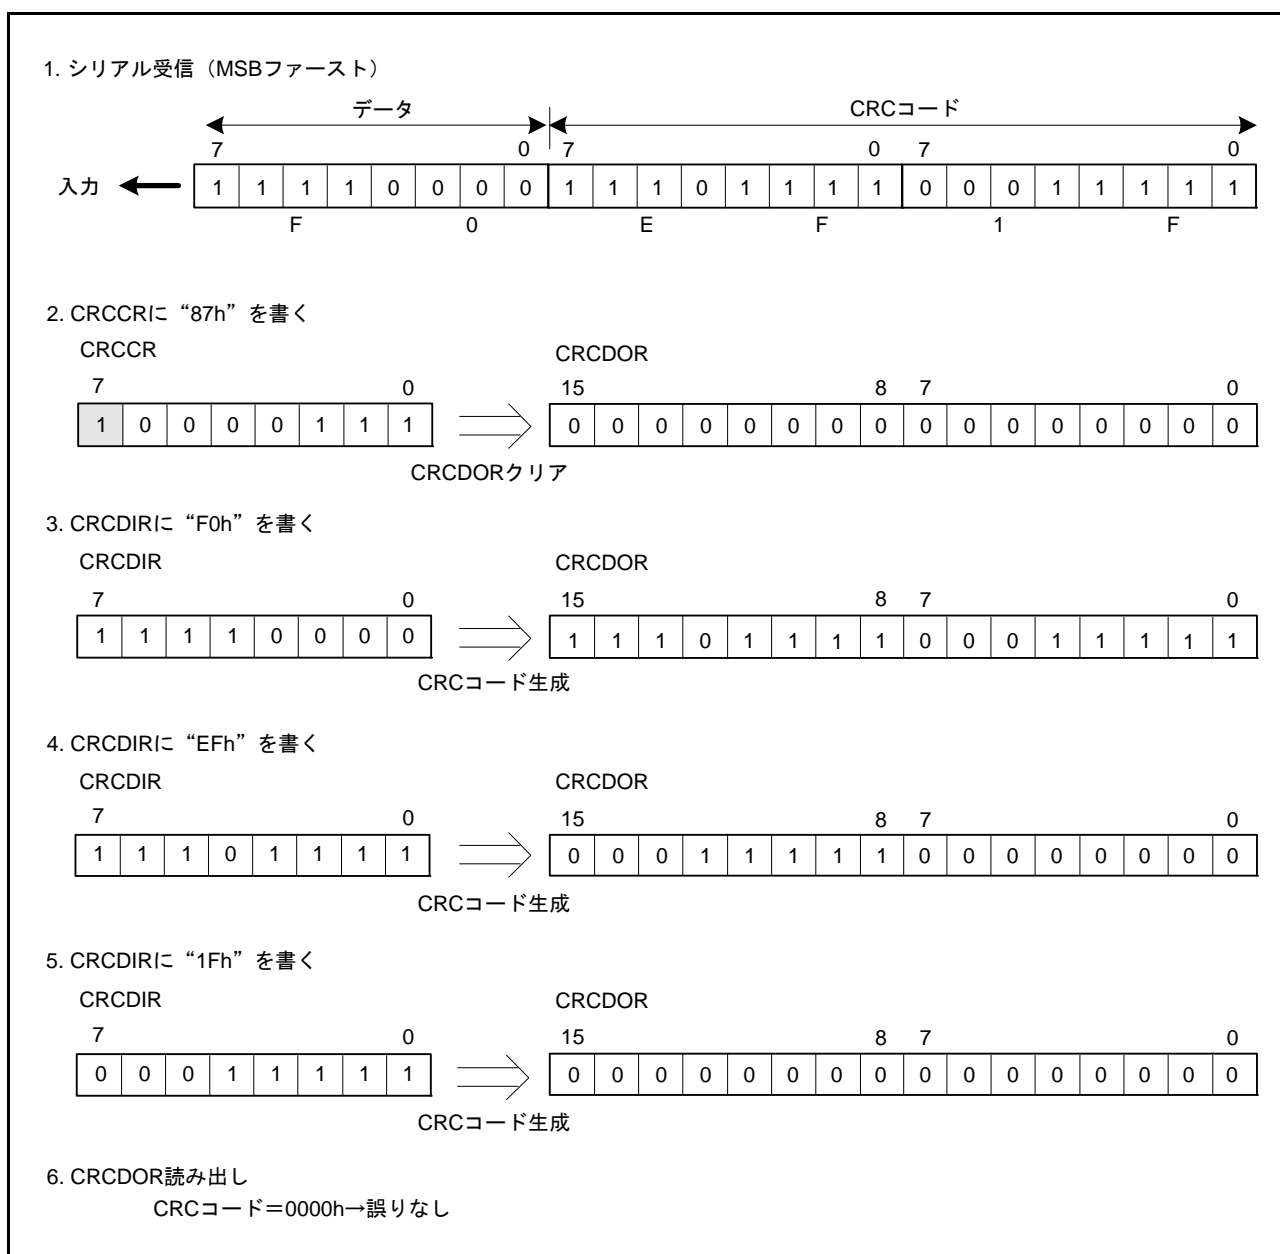 1. シリアル受信（MSBファースト）
データ CRCコード
7 0 7 0 7 0
入力 1 1 1 1 0 0 0 0 1 1 1 0 1 1 1 1 0 0 0 1 1 1 1 1
F 0 E F 1 F
2. CRCCRに“87h”を書く
CRCCR CRCDOR
7 0 15 8 7 0
1 0 0 0 0 1 1 1 0 0 0 0 0 0 0 0 0 0 0 0 0 0 0 0
CRCDORクリア
3. CRCDIRに“F0h”を書く
CRCDIR CRCDOR
7 0 15 8 7 0
1 1 1 1 0 0 0 0 1 1 1 0 1 1 1 1 0 0 0 1 1 1 1 1
CRCコード生成
4. CRCDIRに“EFh”を書く
CRCDIR CRCDOR
7 0 15 8 7 0
1 1 1 0 1 1 1 1 0 0 0 1 1 1 1 1 0 0 0 0 0 0 0 0
CRCコード生成
5. CRCDIRに“1Fh”を書く
CRCDIR CRCDOR
7 0 15 8 7 0
0 0 0 1 1 1 1 1 0 0 0 0 0 0 0 0 0 0 0 0 0 0 0 0
CRCコード生成
6. CRCDOR読み出し
CRCコード＝0000h→誤りなし